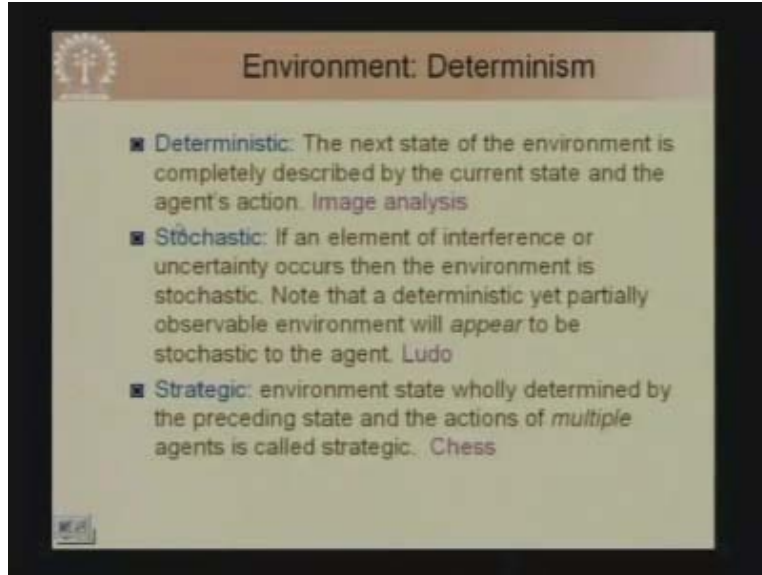 Environment: Determinism
Deterministic: The next state of the environment is
completely described by the current state and the
agent's action. Image analysis
Stochastic: If an element of interference or
uncertainty occurs then the environment is
stochastic. Note that a deterministic yet partially
observable environment will appear to be
stochastic to the agent. Ludo
Strategic: environment state wholly determined by
the preceding state and the actions of multiple
agents is called strategic. Chess